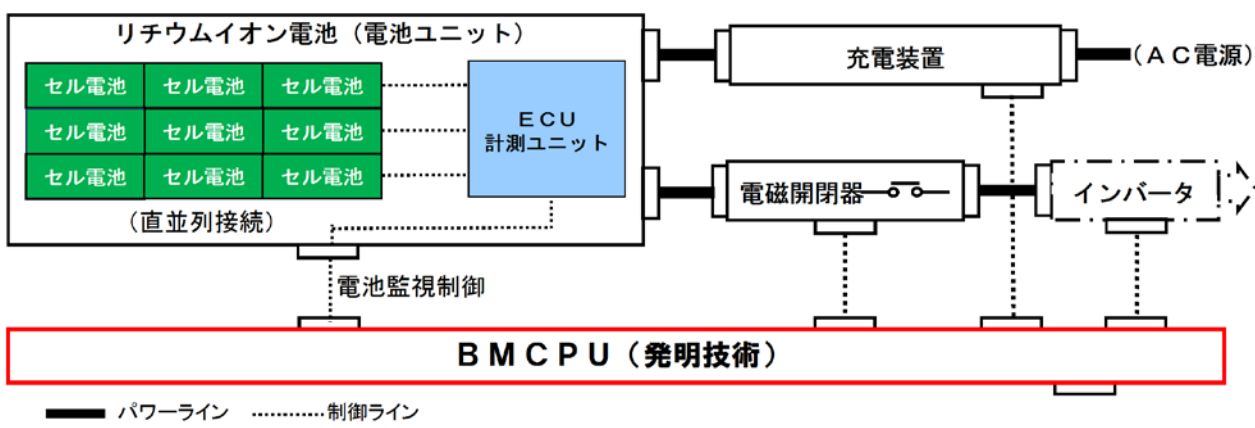 リチウムイオン電池（電池ユニット）
セル電池 セル電池 セル電池
セル電池 セル電池 セル電池
セル電池 セル電池 セル電池
（直並列接続）
ＥＣＵ
計測ユニット
充電装置
（ＡＣ電源）
電磁開閉器
インバータ
電池監視制御
ＢＭＣＰＵ（発明技術）
パワーライン 制御ライン